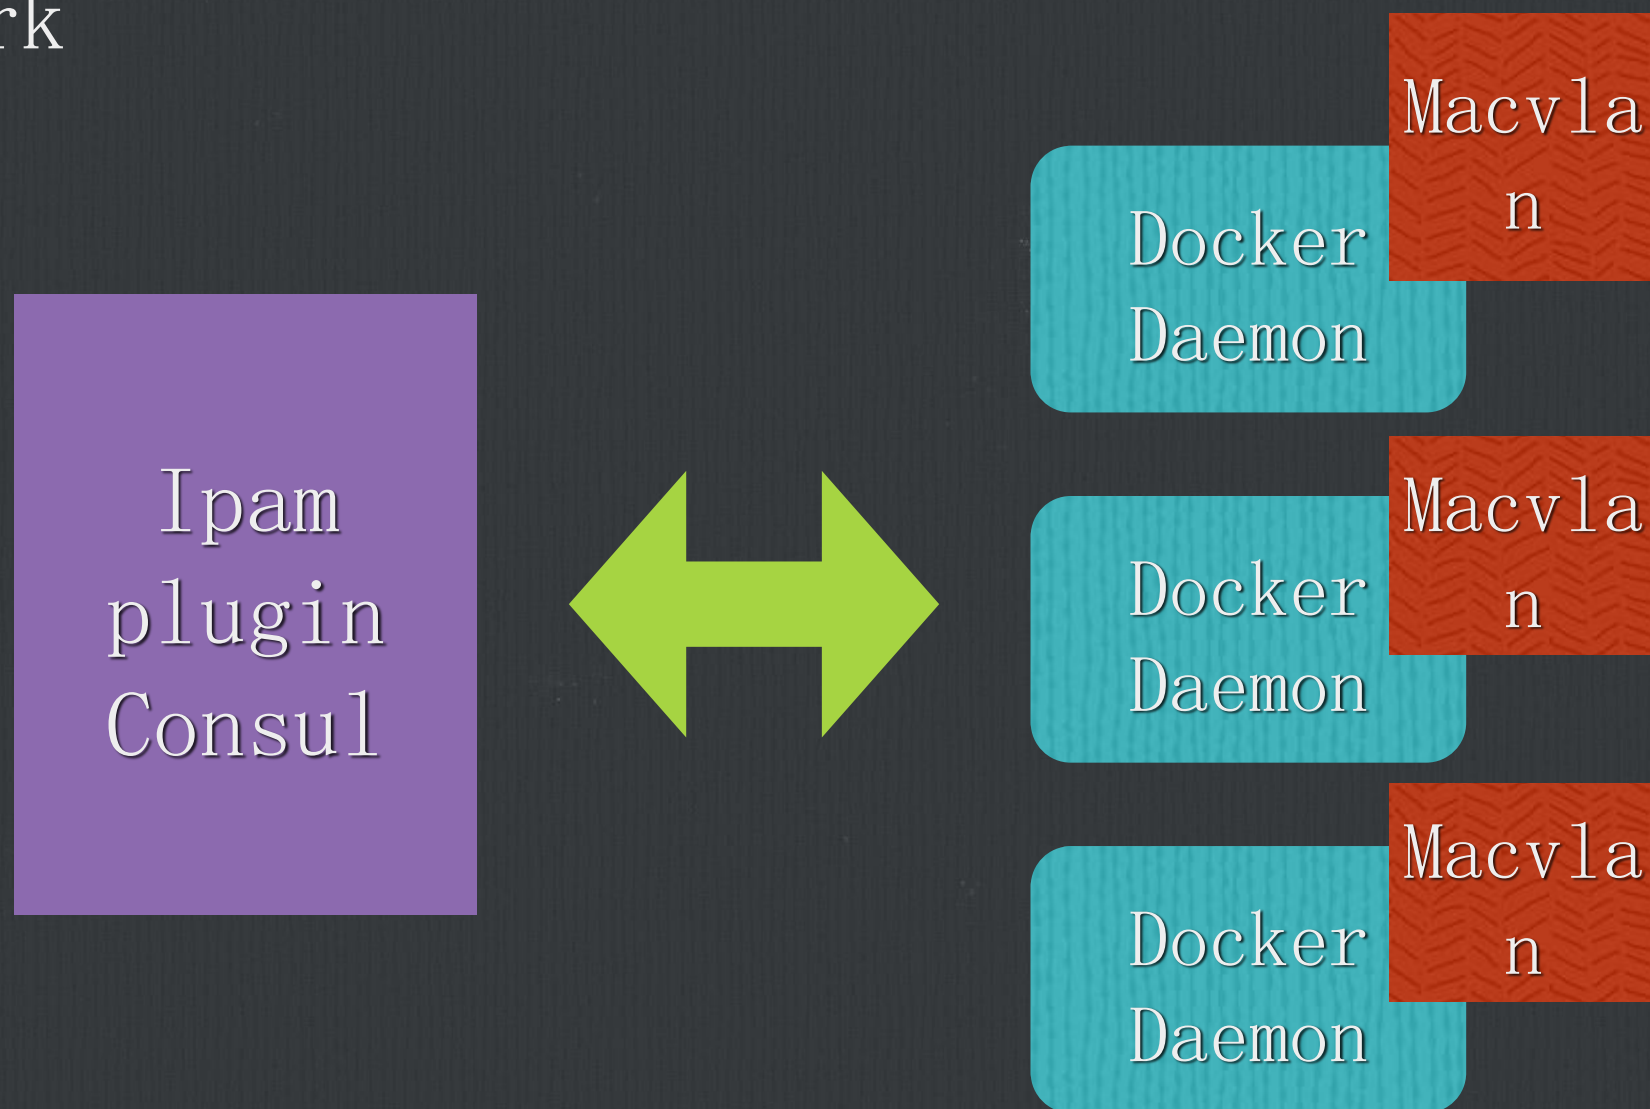 rk
Macvla
n
Docker
Daemon
Ipam
plugin
Consul
Macvla
n
Docker
Daemon
Macvla
n
Docker
Daemon